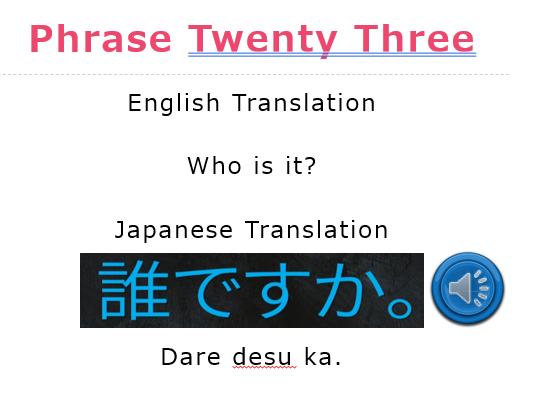 Phrase Twenty Three
English Translation
Who is it?
Japanese Translation
誰ですか。
Dare desu ka.